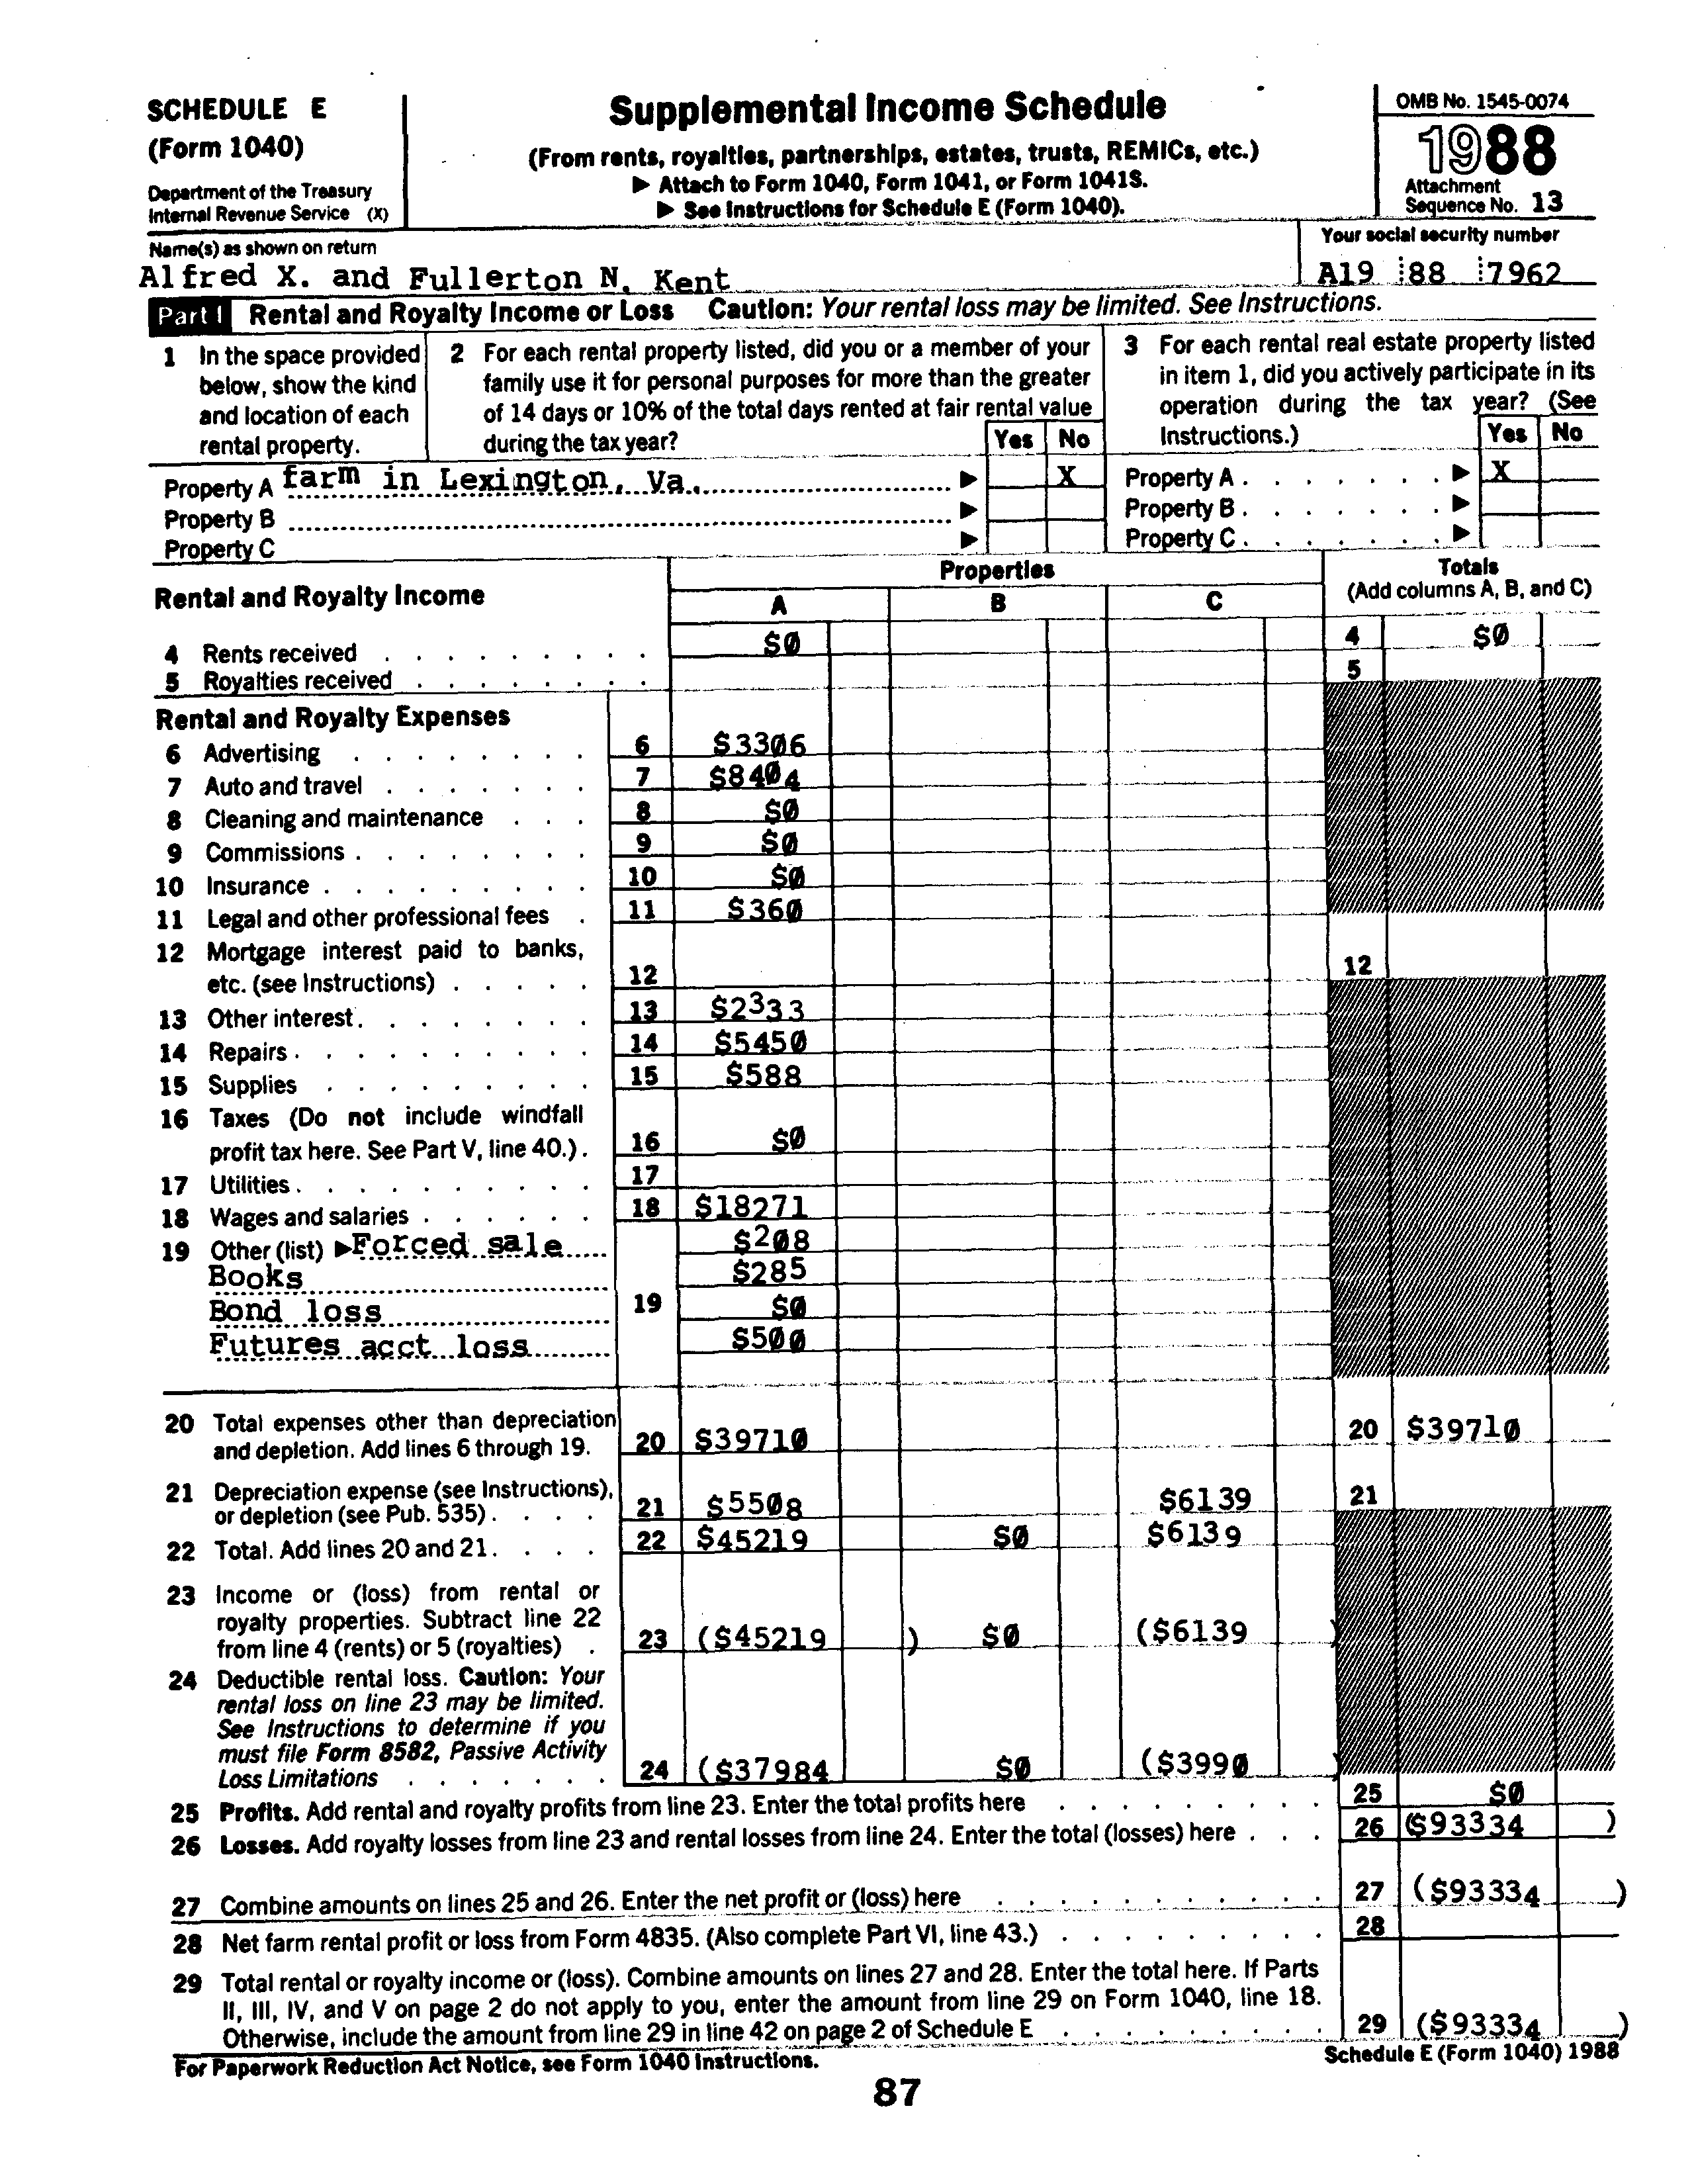 SCHEDULE E
(Form 1040)
Department of the Treasury
Internal Revenue Service (X)
Supplemental Income Schedule
(From rents, royalties, partnerships, estates, trusts, REMICs, etc.)
▶ Attach to Form 1040, Form 1041, or Form 1041S.
▶ See Instructions for Schedule E (Form 1040).
OMB No. 1545-0074
1988
Attachment
Sequence No. 13
Name(s) as shown on return
Alfred X. and Fullerton N. Kent
Your social security number
A19 88 7962
Part I Rental and Royalty Income or Loss Caution: Your rental loss may be limited. See Instructions.
1 In the space provided
below, show the kind
and location of each
rental property.
2 For each rental property listed, did you or a member of your
family use it for personal purposes for more than the greater
of 14 days or 10% of the total days rented at fair rental value
during the tax year?
Yes No
3 For each rental real estate property listed
in item 1, did you actively participate in its
operation during the tax year? (See
Instructions.)
Yes No
Property A farm in Lexington, Va. ▶ X
Property A ▶ X
Property B ▶
Property B ▶
Property C ▶
Property C ▶
Rental and Royalty Income
Properties
A B C
Totals
(Add columns A, B, and C)
4 Rents received $0 4 $0
5 Royalties received 5
Rental and Royalty Expenses
6 Advertising 6 $3306
7 Auto and travel 7 $8404
8 Cleaning and maintenance 8 $0
9 Commissions 9 $0
10 Insurance 10 $0
11 Legal and other professional fees 11 $360
12 Mortgage interest paid to banks,
etc. (see Instructions) 12 12
13 Other interest 13 $2333
14 Repairs 14 $5450
15 Supplies 15 $588
16 Taxes (Do not include windfall
profit tax here. See Part V, line 40.) 16 $0
17 Utilities 17
18 Wages and salaries 18 $18271
19 Other (list) ▶ Forced sale $208
Books $285
Bond loss 19 $0
Futures acct loss $500
20 Total expenses other than depreciation
and depletion. Add lines 6 through 19. 20 $39710 20 $39710
21 Depreciation expense (see Instructions),
or depletion (see Pub. 535) 21 $5508 $6139 21
22 Total. Add lines 20 and 21 22 $45219 $0 $6139
23 Income or (loss) from rental or
royalty properties. Subtract line 22
from line 4 (rents) or 5 (royalties) 23 ($45219 ) $0 ($6139 )
24 Deductible rental loss. Caution: Your
rental loss on line 23 may be limited.
See Instructions to determine if you
must file Form 8582, Passive Activity
Loss Limitations 24 ($37984 $0 ($3990 )
25 Profits. Add rental and royalty profits from line 23. Enter the total profits here 25 $0
26 Losses. Add royalty losses from line 23 and rental losses from line 24. Enter the total (losses) here 26 ($93334 )
27 Combine amounts on lines 25 and 26. Enter the net profit or (loss) here 27 ($93334 )
28 Net farm rental profit or loss from Form 4835. (Also complete Part VI, line 43.) 28
29 Total rental or royalty income or (loss). Combine amounts on lines 27 and 28. Enter the total here. If Parts
II, III, IV, and V on page 2 do not apply to you, enter the amount from line 29 on Form 1040, line 18.
Otherwise, include the amount from line 29 in line 42 on page 2 of Schedule E 29 ($93334 )
For Paperwork Reduction Act Notice, see Form 1040 Instructions.
Schedule E (Form 1040) 1988
87